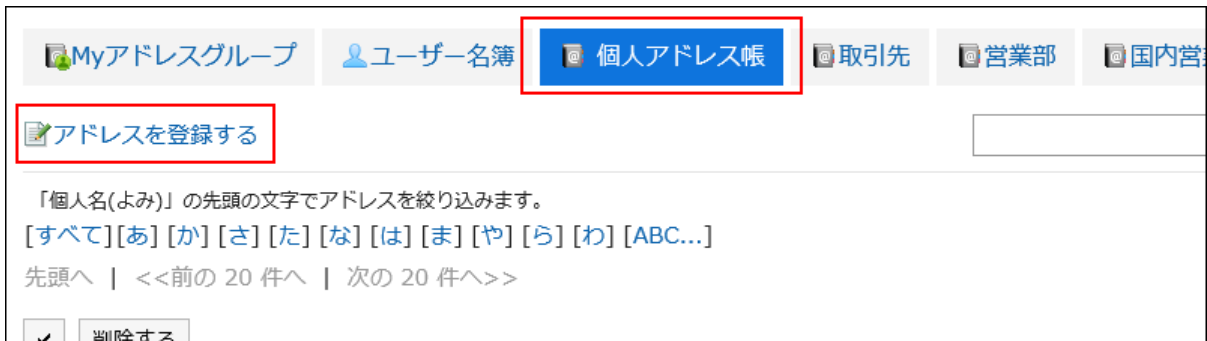 Myアドレスグループ ユーザー名簿 個人アドレス帳 取引先 営業部 国内営
アドレスを登録する
「個人名(よみ)」の先頭の文字でアドレスを絞り込みます。
[すべて][あ] [か] [さ] [た] [な] [は] [ま] [や] [ら] [わ] [ABC...]
先頭へ | <<前の 20 件へ | 次の 20 件へ>>
削除する